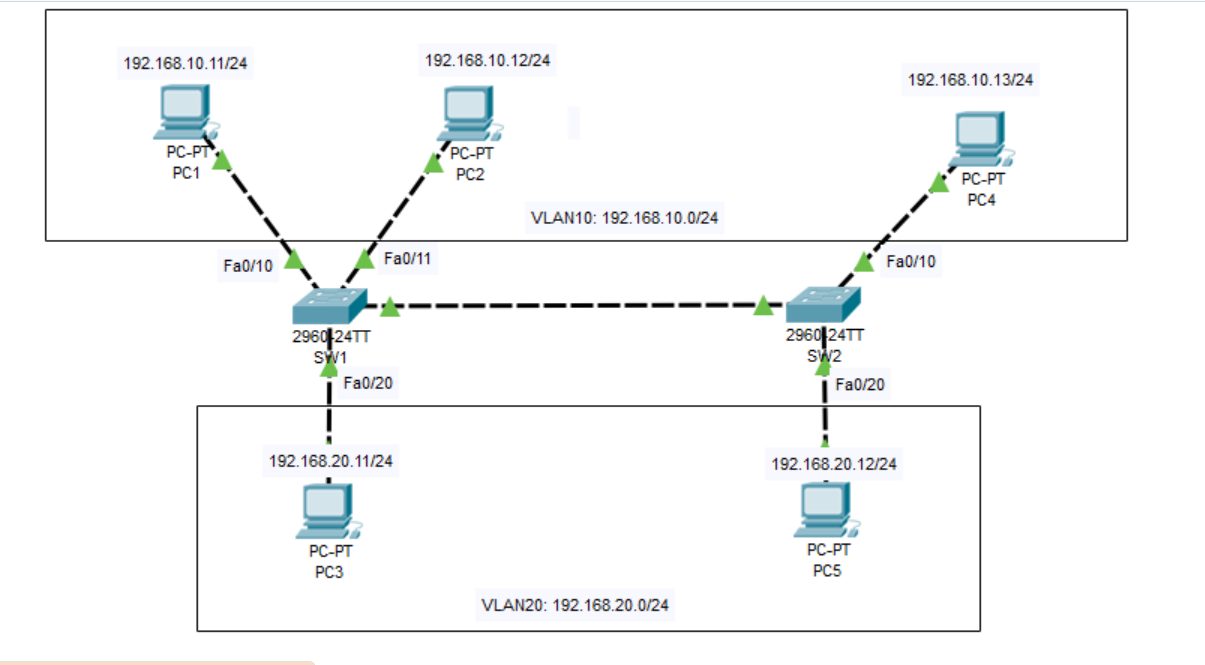 192.168.10.11/24
192.168.10.12/24
192.168.10.13/24
PC-PT
PC1
PC-PT
PC2
PC-PT
PC4
VLAN10: 192.168.10.0/24
Fa0/10
Fa0/11
Fa0/10
2960-24TT
SW1
2960-24TT
SW2
Fa0/20
Fa0/20
192.168.20.11/24
192.168.20.12/24
PC-PT
PC3
PC-PT
PC5
VLAN20: 192.168.20.0/24